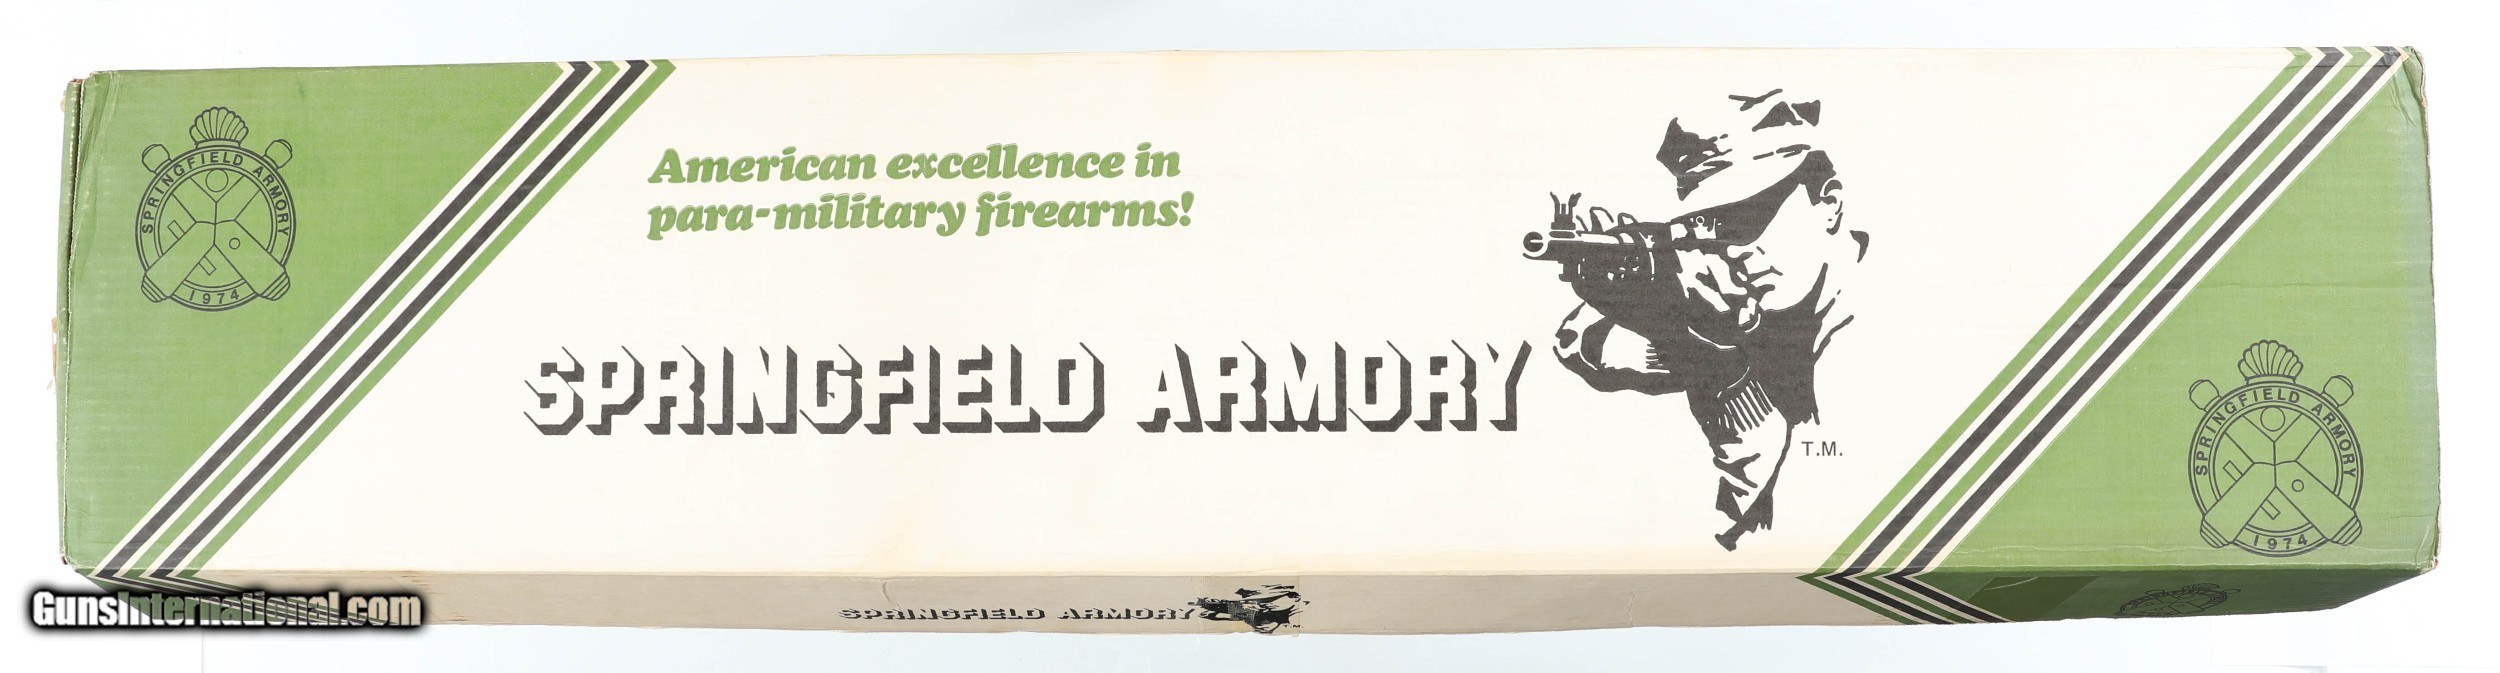 SPRINGFIELD ARMORY
1974
American excellence in
para-military firearms!
SPRINGFIELD ARMORY
T.M.
SPRINGFIELD ARMORY
1974
SPRINGFIELD ARMORY
T.M.
GunsInternational.com